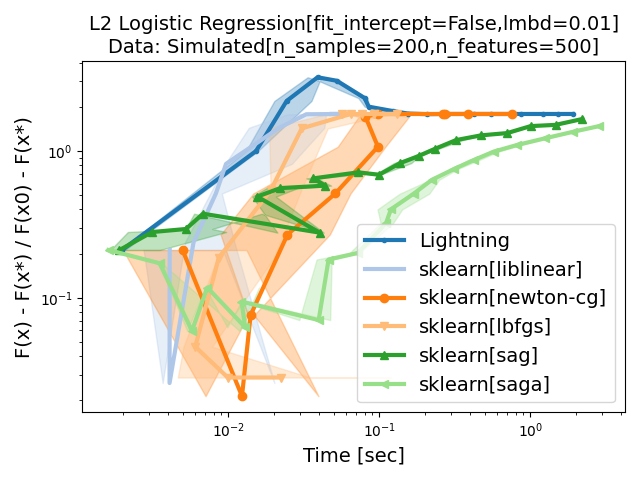 L2 Logistic Regression[fit_intercept=False,lmbd=0.01]
Data: Simulated[n_samples=200,n_features=500]
F(x) - F(x*) / F(x0) - F(x*)
10⁰
10⁻¹
Lightning
sklearn[liblinear]
sklearn[newton-cg]
sklearn[lbfgs]
sklearn[sag]
sklearn[saga]
10⁻² 10⁻¹ 10⁰
Time [sec]